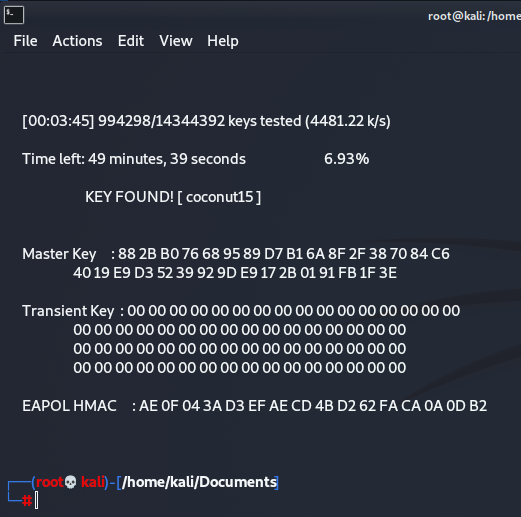 root@kali: /home
File Actions Edit View Help
[00:03:45] 994298/14344392 keys tested (4481.22 k/s)
Time left: 49 minutes, 39 seconds 6.93%
KEY FOUND! [ coconut15 ]
Master Key : 88 2B B0 76 68 95 89 D7 B1 6A 8F 2F 38 70 84 C6
40 19 E9 D3 52 39 92 9D E9 17 2B 01 91 FB 1F 3E
Transient Key : 00 00 00 00 00 00 00 00 00 00 00 00 00 00 00 00
00 00 00 00 00 00 00 00 00 00 00 00 00 00 00 00
00 00 00 00 00 00 00 00 00 00 00 00 00 00 00 00
00 00 00 00 00 00 00 00 00 00 00 00 00 00 00 00
EAPOL HMAC : AE 0F 04 3A D3 EF AE CD 4B D2 62 FA CA 0A 0D B2
┌──(root💀kali)-[/home/kali/Documents]
└─#